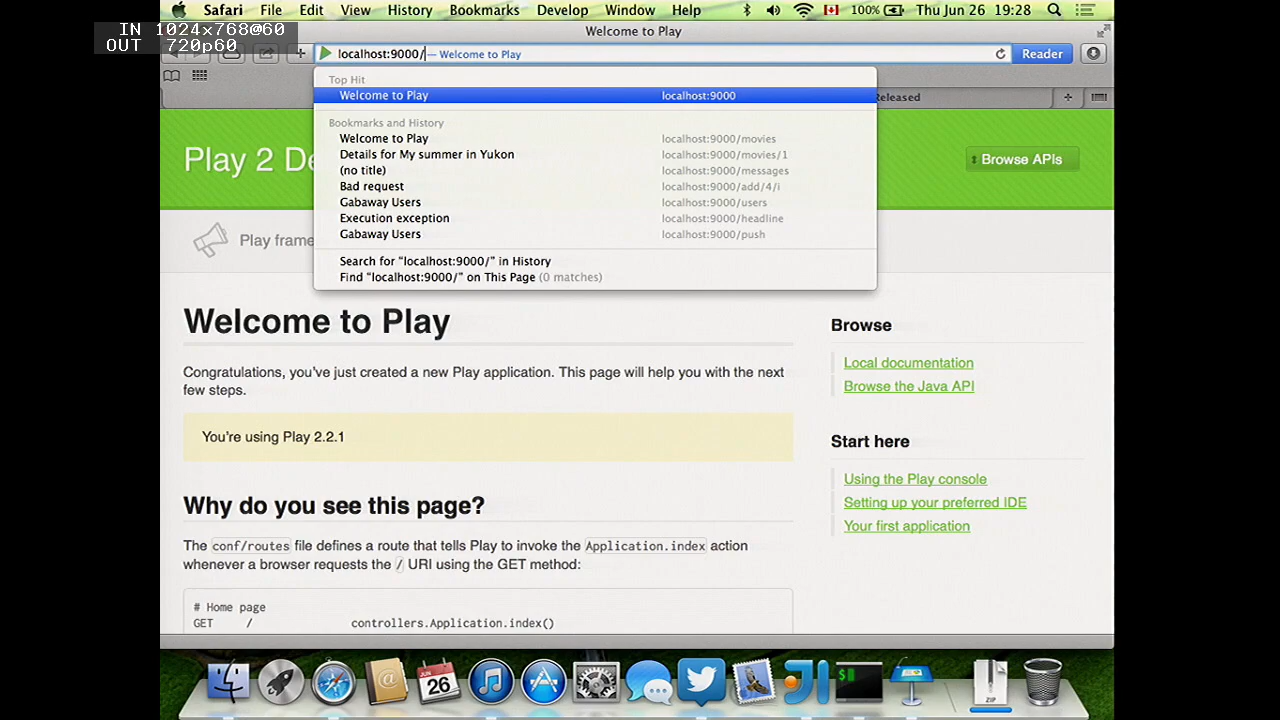 IN 1024x768@60
OUT 720p60
Safari File Edit View History Bookmarks Develop Window Help 100% Thu Jun 26 19:28
Welcome to Play
localhost:9000/ — Welcome to Play Reader
Top Hit
Welcome to Play localhost:9000
Released
Bookmarks and History
Welcome to Play localhost:9000/movies
Details for My summer in Yukon localhost:9000/movies/1
(no title) localhost:9000/messages
Bad request localhost:9000/add/4/i
Gabaway Users localhost:9000/users
Execution exception localhost:9000/headline
Gabaway Users localhost:9000/push
Search for “localhost:9000/” in History
Find “localhost:9000/” on This Page (0 matches)
Play 2 De
Browse APIs
Play frame
Welcome to Play
Congratulations, you’ve just created a new Play application. This page will help you with the next
few steps.
You’re using Play 2.2.1
Why do you see this page?
The conf/routes file defines a route that tells Play to invoke the Application.index action
whenever a browser requests the / URI using the GET method:
# Home page
GET / controllers.Application.index()
Browse
Local documentation
Browse the Java API
Start here
Using the Play console
Setting up your preferred IDE
Your first application
JUN
26
$
ZIP